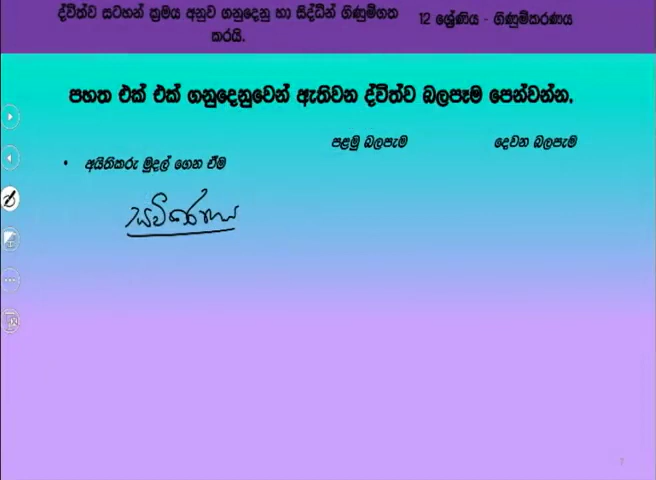 ද්විත්ව සටහන් ක්‍රමය අනුව ගනුදෙනු හා සිද්ධීන් ගිණුම්ගත
කරයි.
12 ශ්‍රේණිය - ගිණුම්කරණය
පහත එක් එක් ගනුදෙනුවෙන් ඇතිවන ද්විත්ව බලපෑම පෙන්වන්න.
පළමු බලපැම
දෙවන බලපැම
• අයිතිකරු මුදල් ගෙන ඒම
7